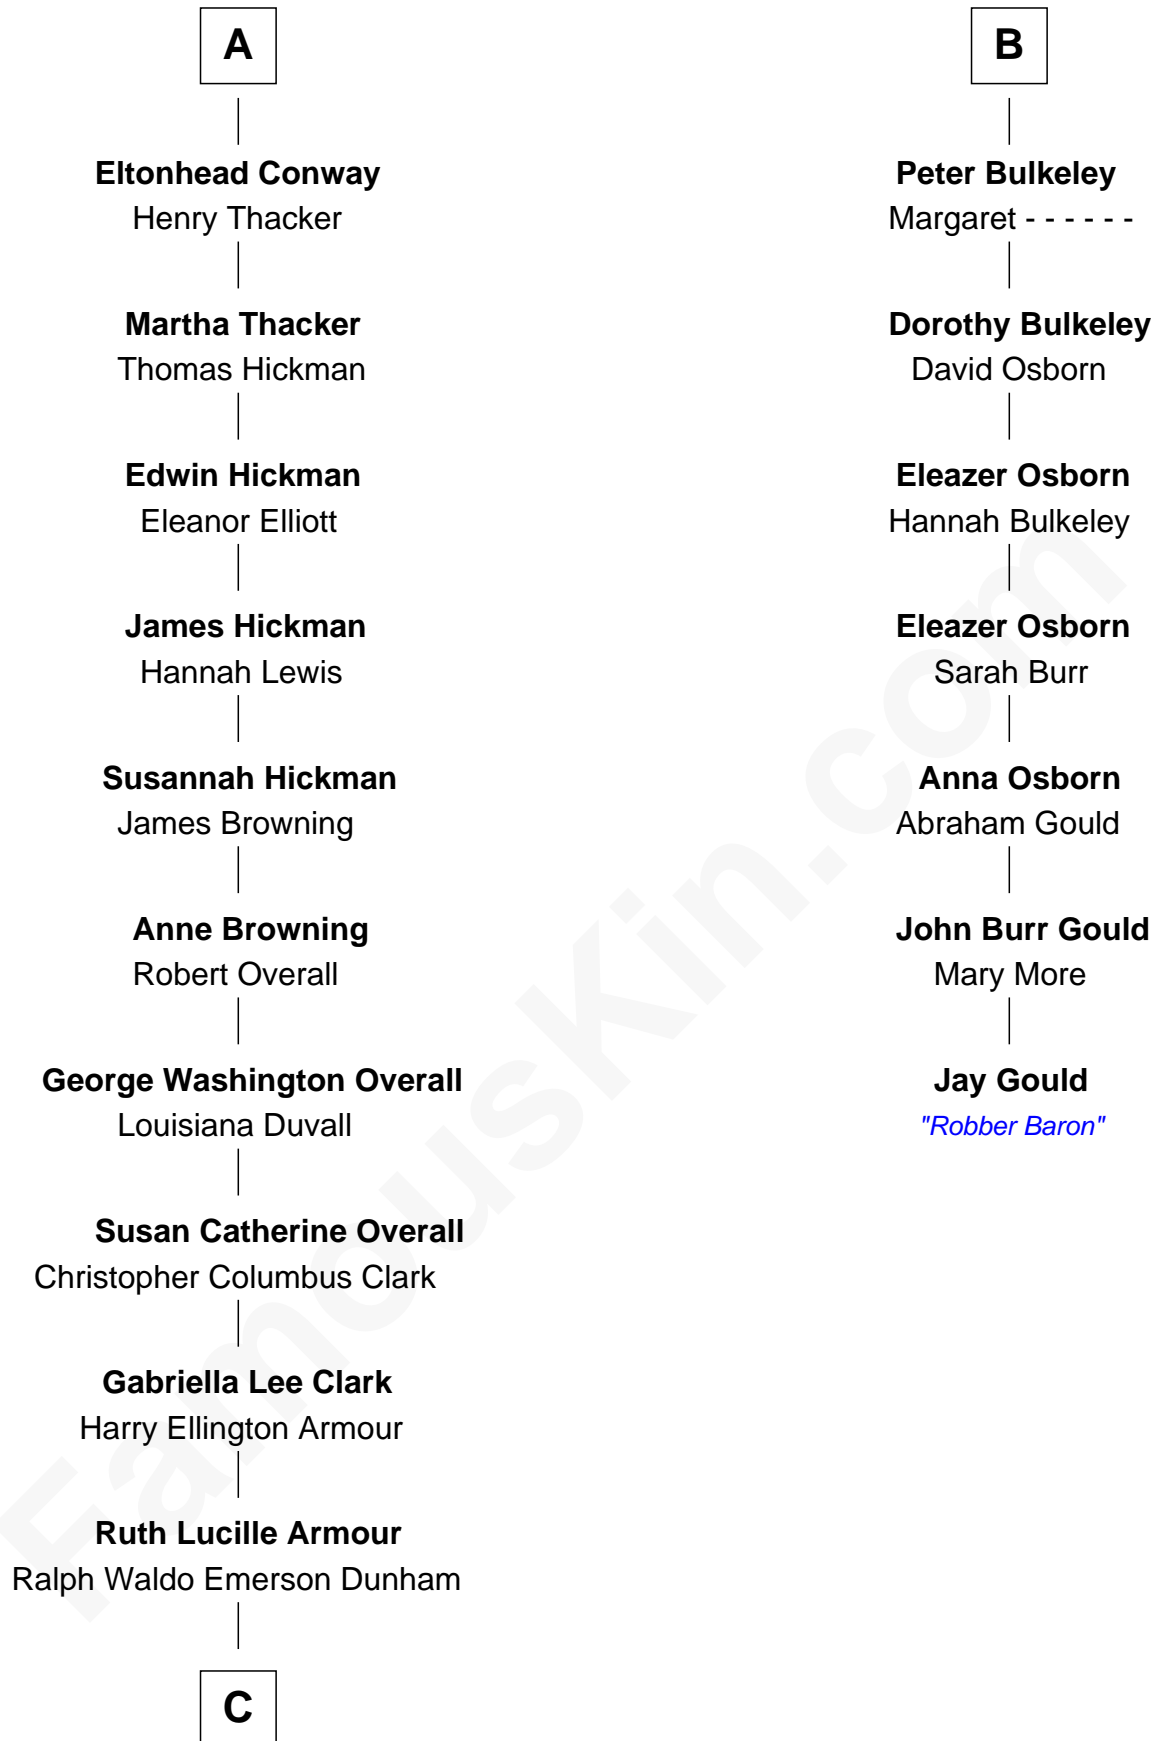 A
Eltonhead Conway
Henry Thacker
Martha Thacker
Thomas Hickman
Edwin Hickman
Eleanor Elliott
James Hickman
Hannah Lewis
Susannah Hickman
James Browning
Anne Browning
Robert Overall
George Washington Overall
Louisiana Duvall
Susan Catherine Overall
Christopher Columbus Clark
Gabriella Lee Clark
Harry Ellington Armour
Ruth Lucille Armour
Ralph Waldo Emerson Dunham
C
B
Peter Bulkeley
Margaret - - - - - -
Dorothy Bulkeley
David Osborn
Eleazer Osborn
Hannah Bulkeley
Eleazer Osborn
Sarah Burr
Anna Osborn
Abraham Gould
John Burr Gould
Mary More
Jay Gould
"Robber Baron"
FamousKin.com